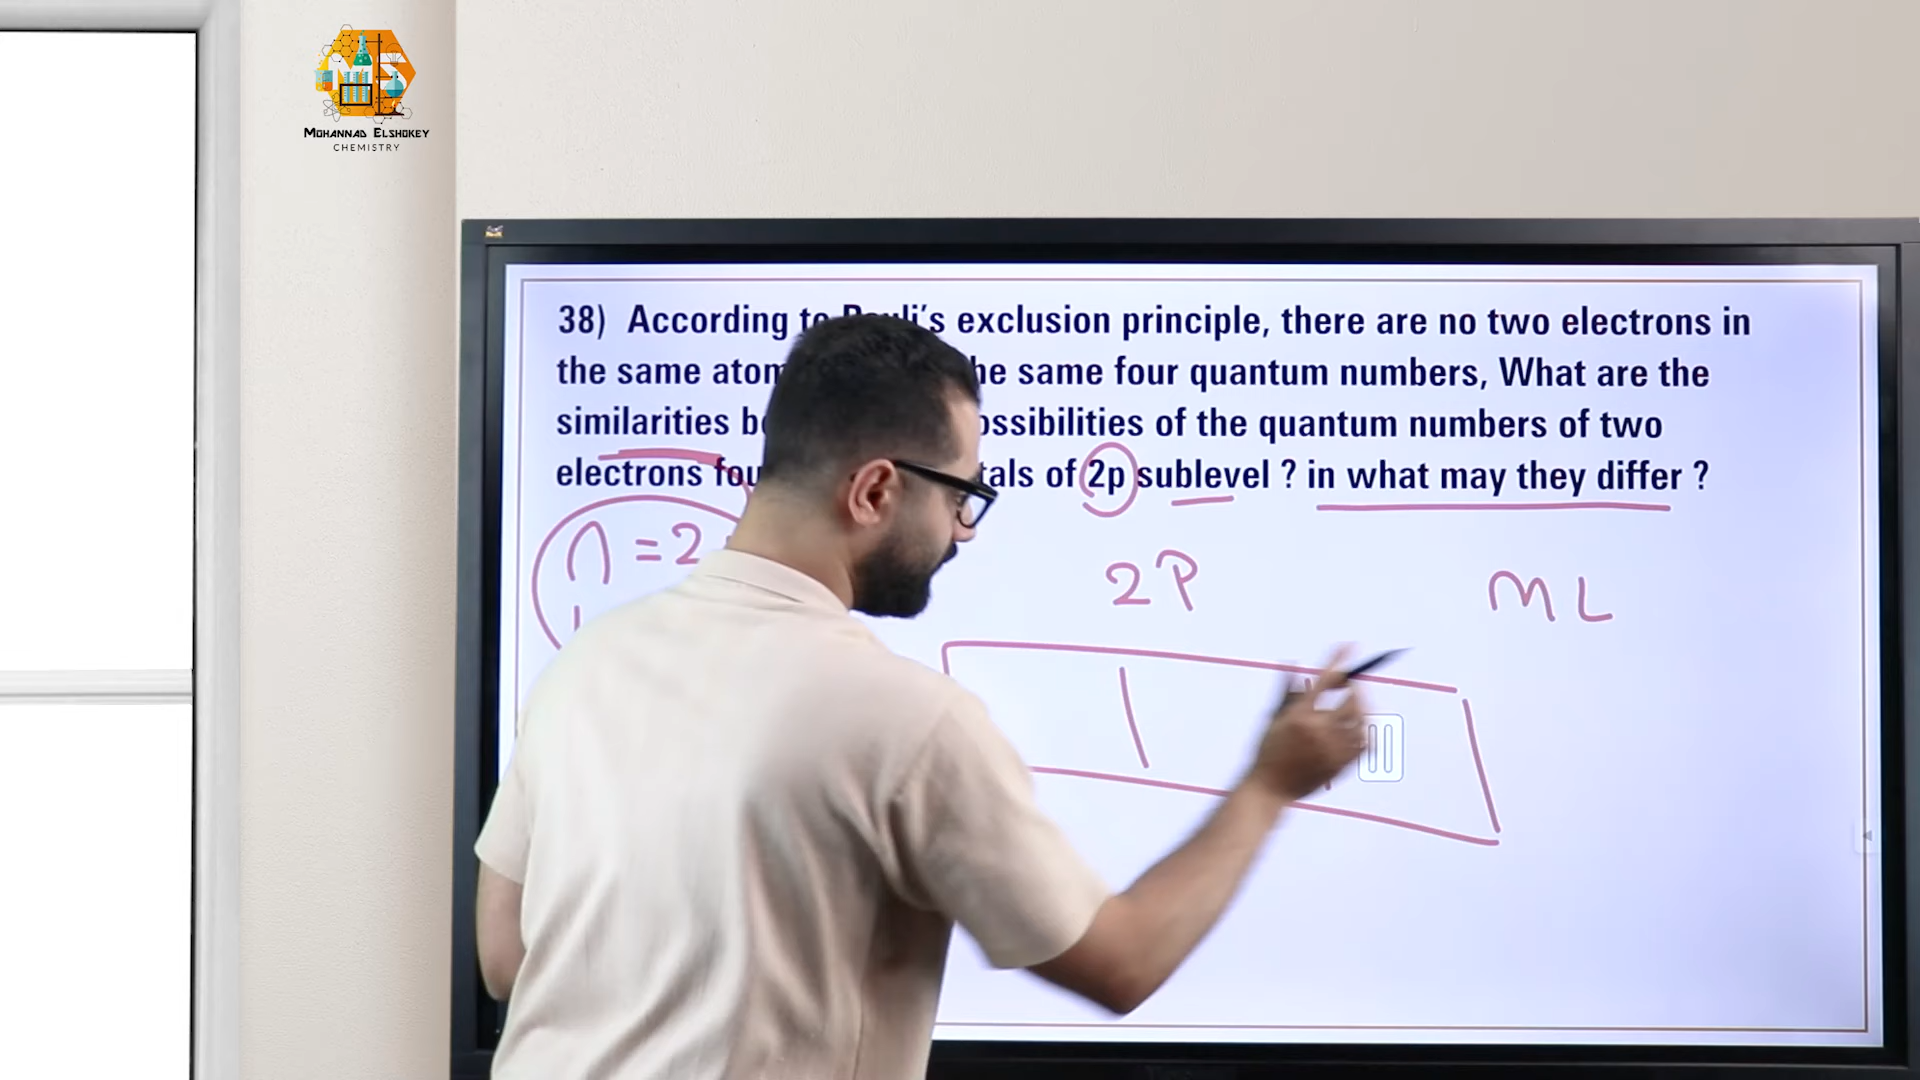 MOHANNAD ELSHOKEY
CHEMISTRY
38) According to Pauli's exclusion principle, there are no two electrons in
the same atom he same four quantum numbers, What are the
similarities ossibilities of the quantum numbers of two
electrons of 2p sublevel ? in what may they differ ?
n = 2
2P
mL